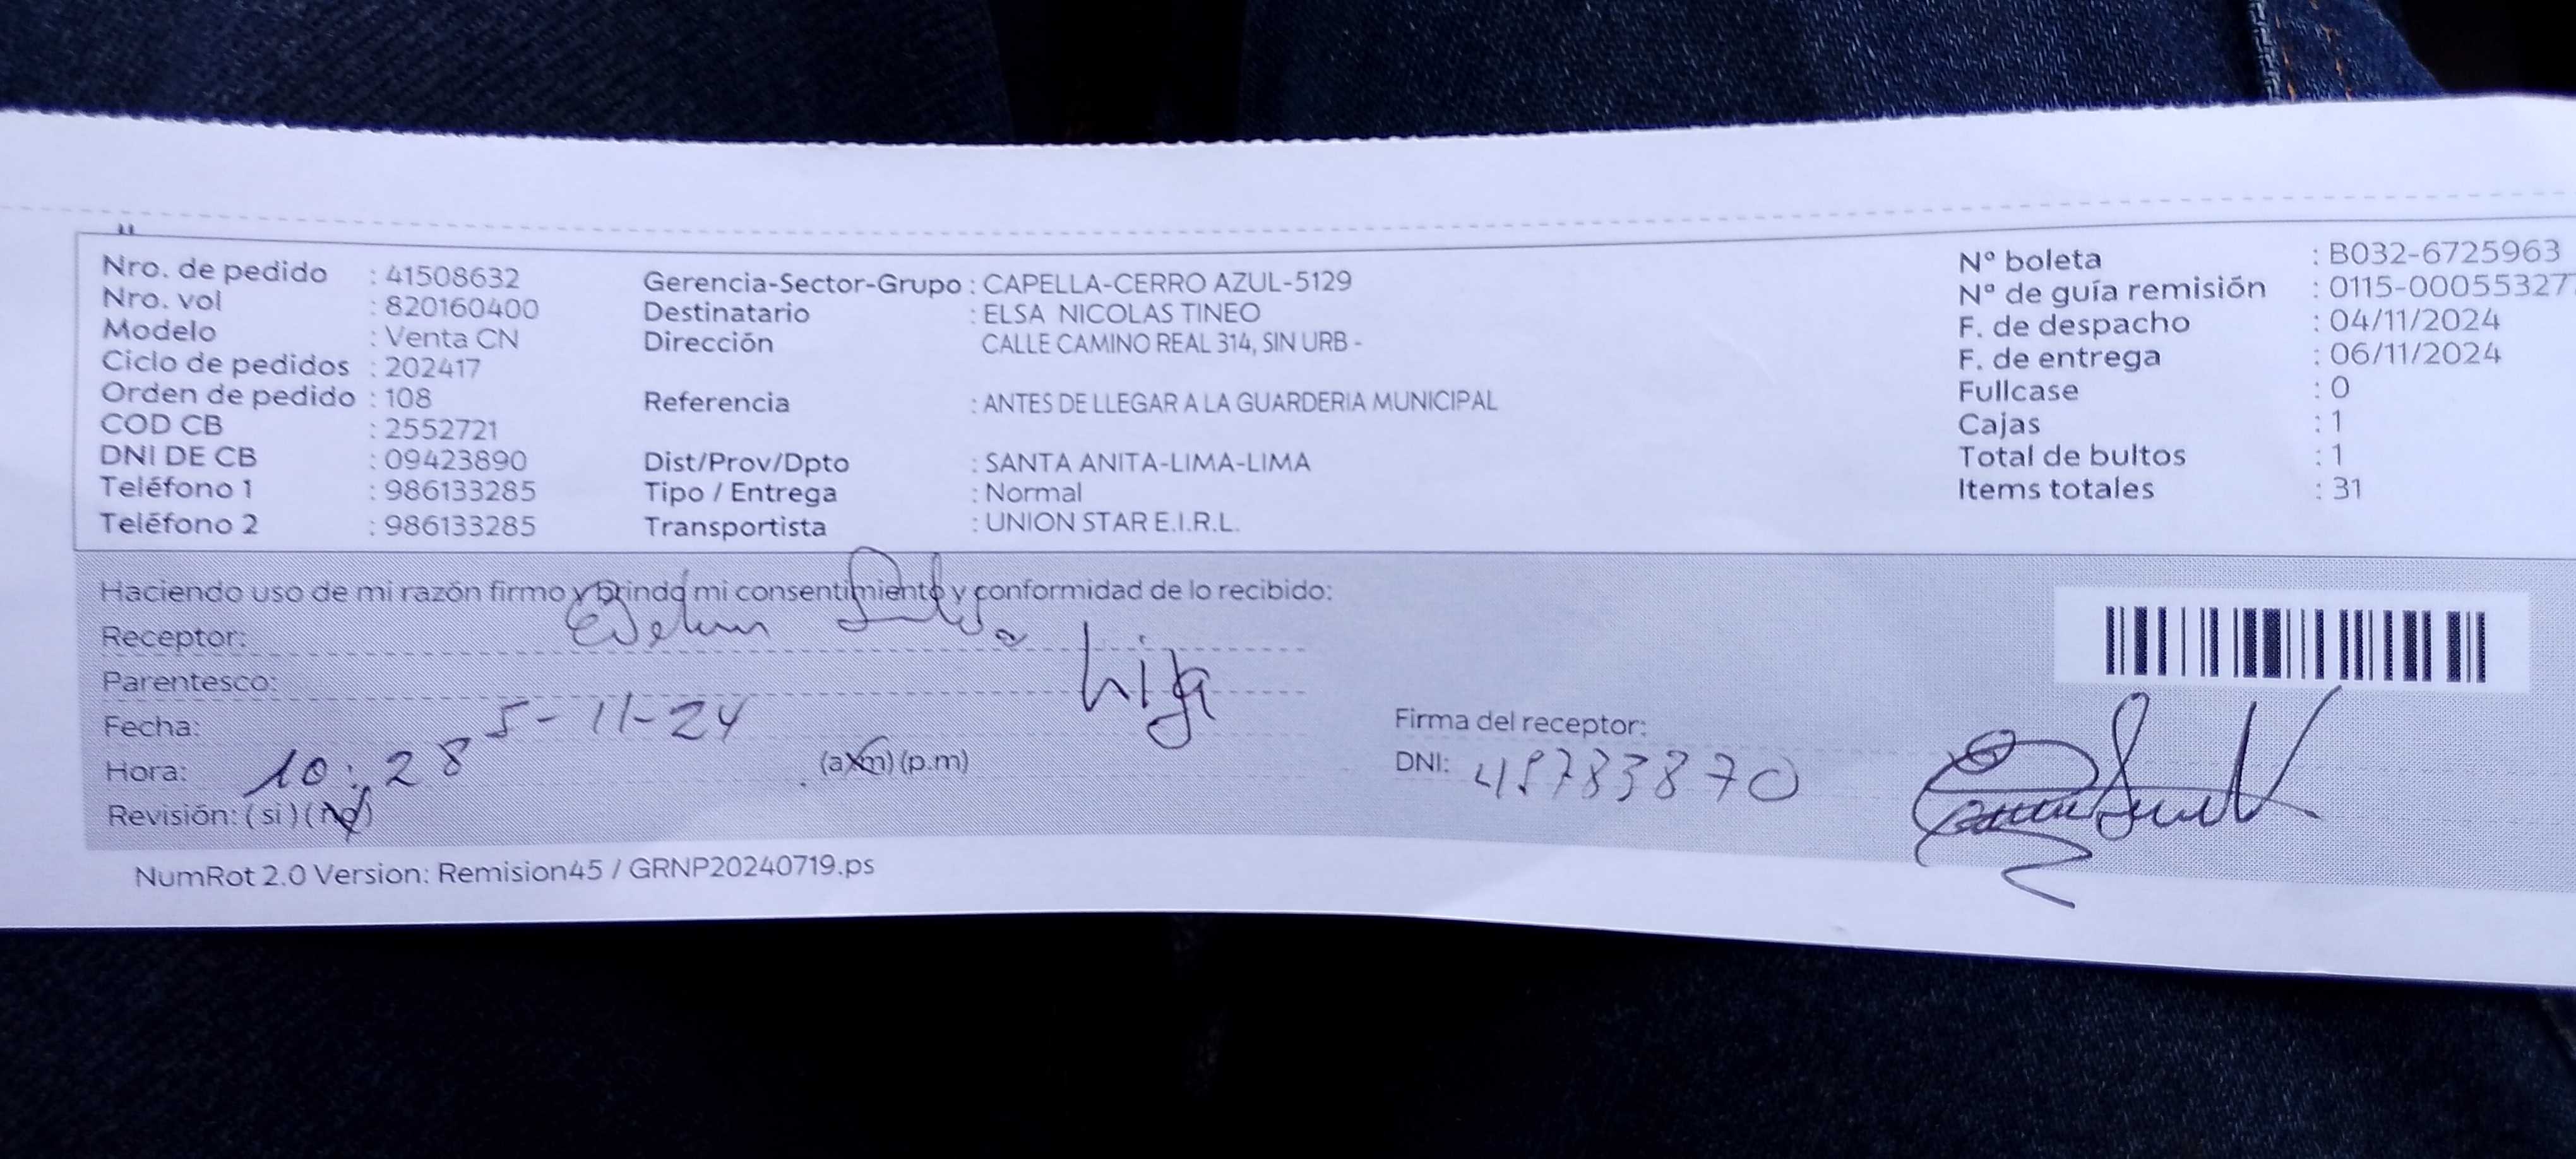 Nro. de pedido : 41508632
Nro. vol : 820160400
Modelo : Venta CN
Ciclo de pedidos : 202417
Orden de pedido : 108
COD CB : 2552721
DNI DE CB : 09423890
Teléfono 1 : 986133285
Teléfono 2 : 986133285
Gerencia-Sector-Grupo : CAPELLA-CERRO AZUL-5129
Destinatario : ELSA NICOLAS TINEO
Dirección CALLE CAMINO REAL 314, SIN URB -
Referencia : ANTES DE LLEGAR A LA GUARDERIA MUNICIPAL
Dist/Prov/Dpto : SANTA ANITA-LIMA-LIMA
Tipo / Entrega : Normal
Transportista : UNION STAR E.I.R.L.
N° boleta : B032-6725963
N° de guía remisión : 0115-000553277
F. de despacho : 04/11/2024
F. de entrega : 06/11/2024
Fullcase : 0
Cajas : 1
Total de bultos : 1
Items totales : 31
Haciendo uso de mi razón firmo y brindo mi consentimiento y conformidad de lo recibido:
Receptor:
Parentesco: hija
Fecha: 5-11-24
Hora: 10:28 (a.m) (p.m)
Revisión: (si) (no)
Firma del receptor:
DNI:
NumRot 2.0 Version: Remision45 / GRNP20240719.ps